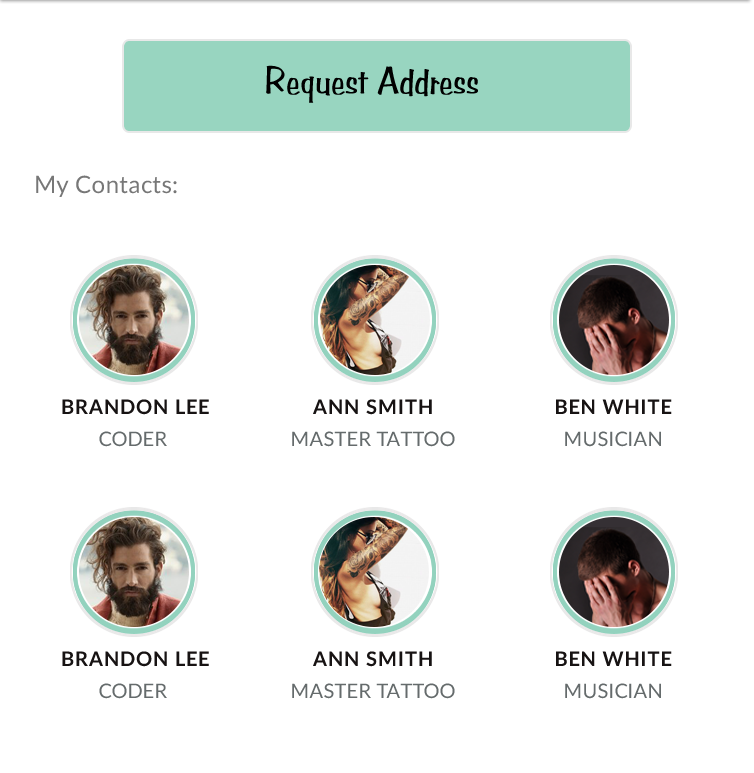 Request Address
My Contacts:
BRANDON LEE
CODER
ANN SMITH
MASTER TATTOO
BEN WHITE
MUSICIAN
BRANDON LEE
CODER
ANN SMITH
MASTER TATTOO
BEN WHITE
MUSICIAN